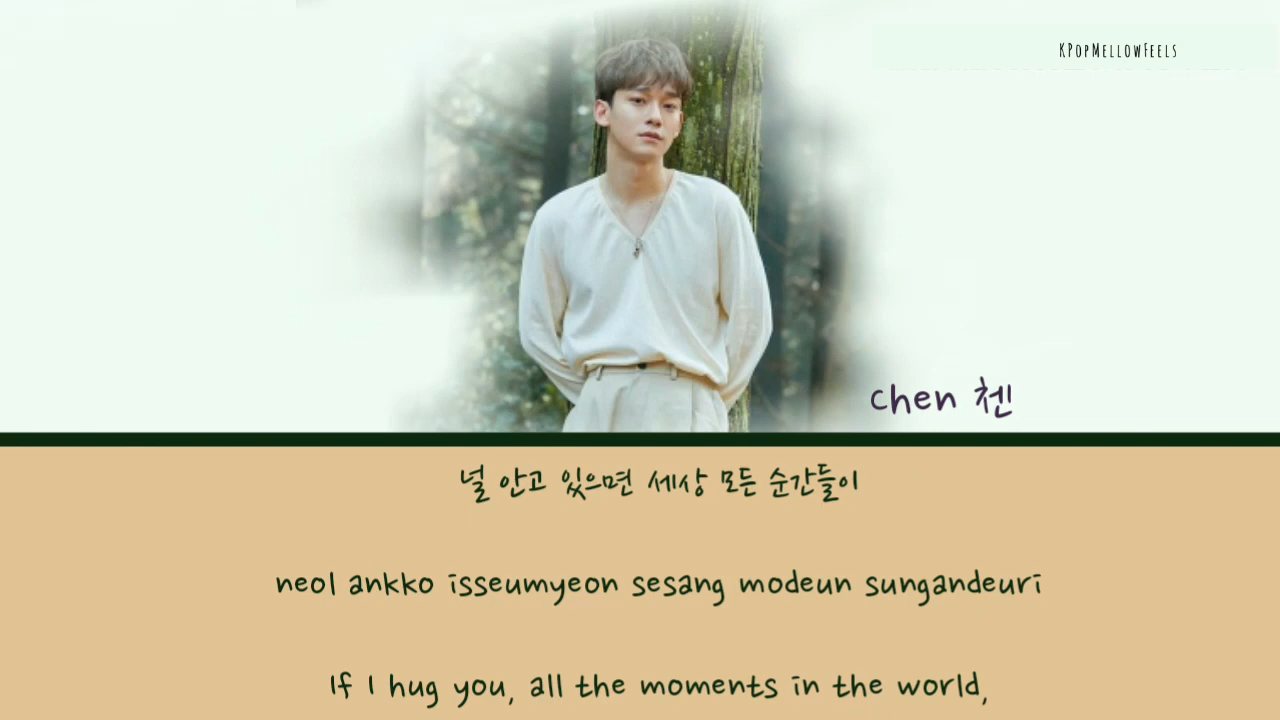 KPopMellowFeels
chen 첸
널 안고 있으면 세상 모든 순간들이
neol ankko isseumyeon sesang modeun sungandeuri
If I hug you, all the moments in the world,